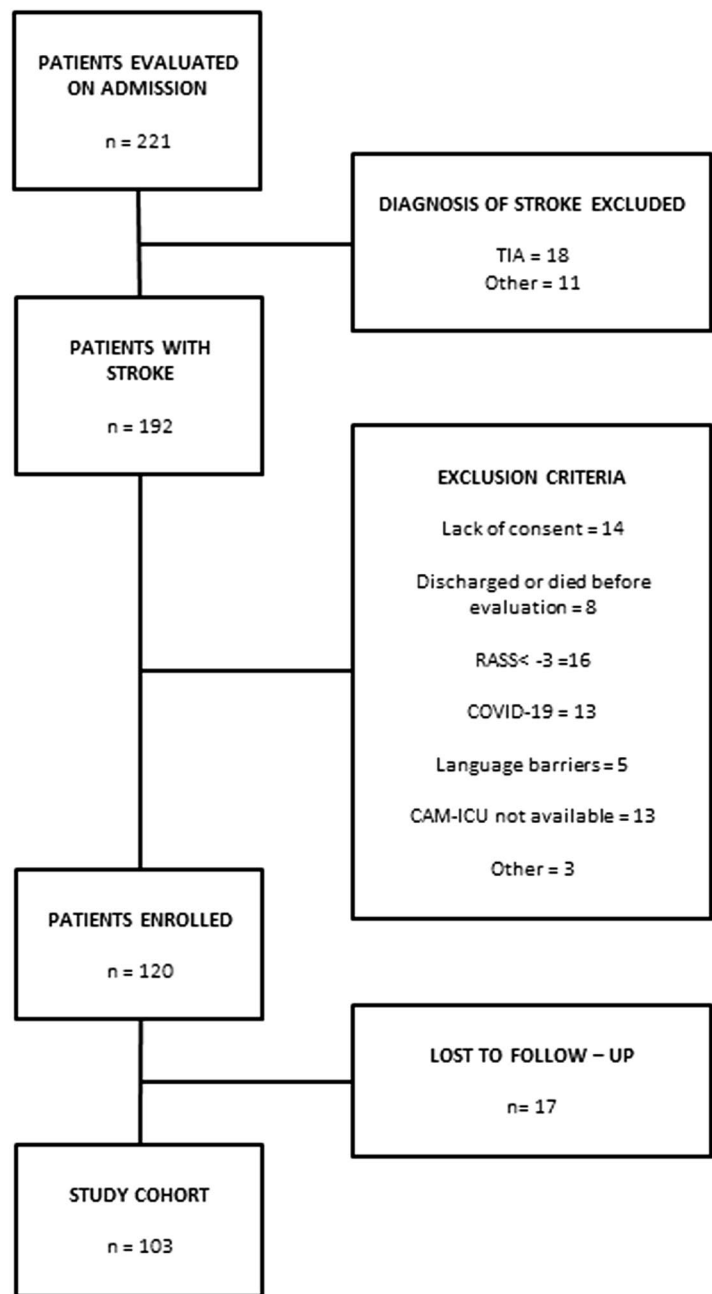 PATIENTS EVALUATED
ON ADMISSION
n = 221
DIAGNOSIS OF STROKE EXCLUDED
TIA = 18
Other = 11
PATIENTS WITH
STROKE
n = 192
EXCLUSION CRITERIA
Lack of consent = 14
Discharged or died before
evaluation = 8
RASS< -3 =16
COVID-19 = 13
Language barriers = 5
CAM-ICU not available = 13
Other = 3
PATIENTS ENROLLED
n = 120
LOST TO FOLLOW – UP
n= 17
STUDY COHORT
n = 103